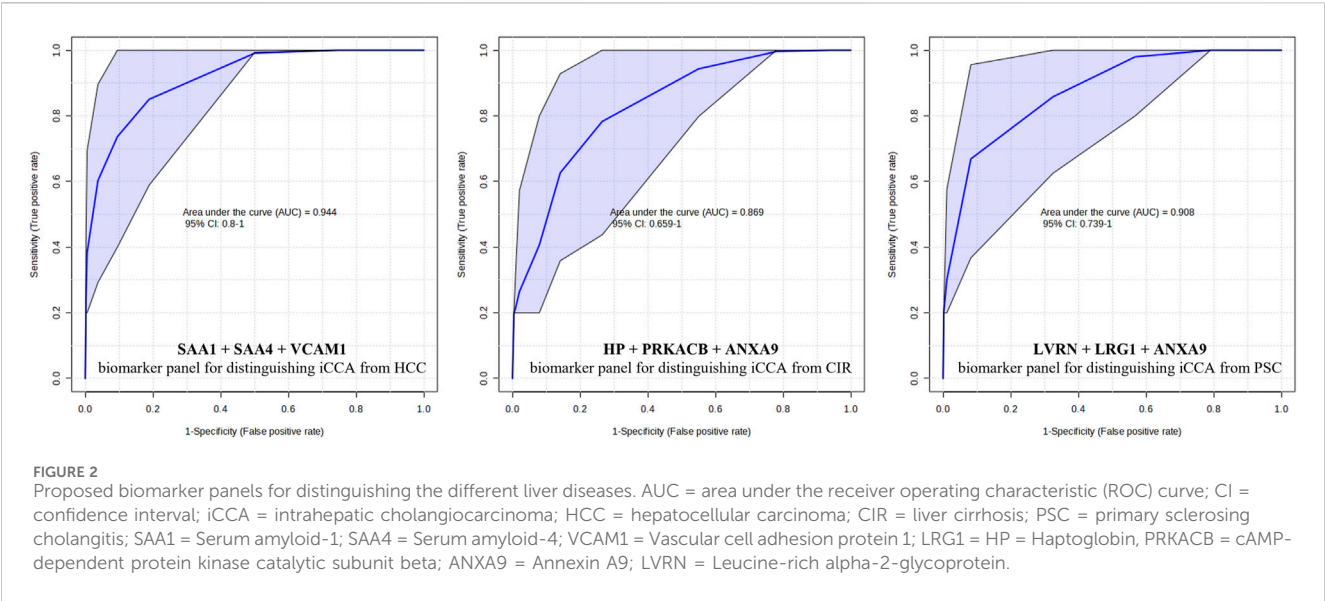 1.0
0.8
0.6
0.4
0.2
0.0
Sensitivity (True positive rate)
Area under the curve (AUC) = 0.944
95% CI: 0.8-1
SAA1 + SAA4 + VCAM1
biomarker panel for distinguishing iCCA from HCC
0.0 0.2 0.4 0.6 0.8 1.0
1-Specificity (False positive rate)
1.0
0.8
0.6
0.4
0.2
0.0
Sensitivity (True positive rate)
Area under the curve (AUC) = 0.869
95% CI: 0.659-1
HP + PRKACB + ANXA9
biomarker panel for distinguishing iCCA from CIR
0.0 0.2 0.4 0.6 0.8 1.0
1-Specificity (False positive rate)
1.0
0.8
0.6
0.4
0.2
0.0
Sensitivity (True positive rate)
Area under the curve (AUC) = 0.908
95% CI: 0.739-1
LVRN + LRG1 + ANXA9
biomarker panel for distinguishing iCCA from PSC
0.0 0.2 0.4 0.6 0.8 1.0
1-Specificity (False positive rate)
FIGURE 2
Proposed biomarker panels for distinguishing the different liver diseases. AUC = area under the receiver operating characteristic (ROC) curve; CI =
confidence interval; iCCA = intrahepatic cholangiocarcinoma; HCC = hepatocellular carcinoma; CIR = liver cirrhosis; PSC = primary sclerosing
cholangitis; SAA1 = Serum amyloid-1; SAA4 = Serum amyloid-4; VCAM1 = Vascular cell adhesion protein 1; LRG1 = HP = Haptoglobin, PRKACB = cAMP-
dependent protein kinase catalytic subunit beta; ANXA9 = Annexin A9; LVRN = Leucine-rich alpha-2-glycoprotein.